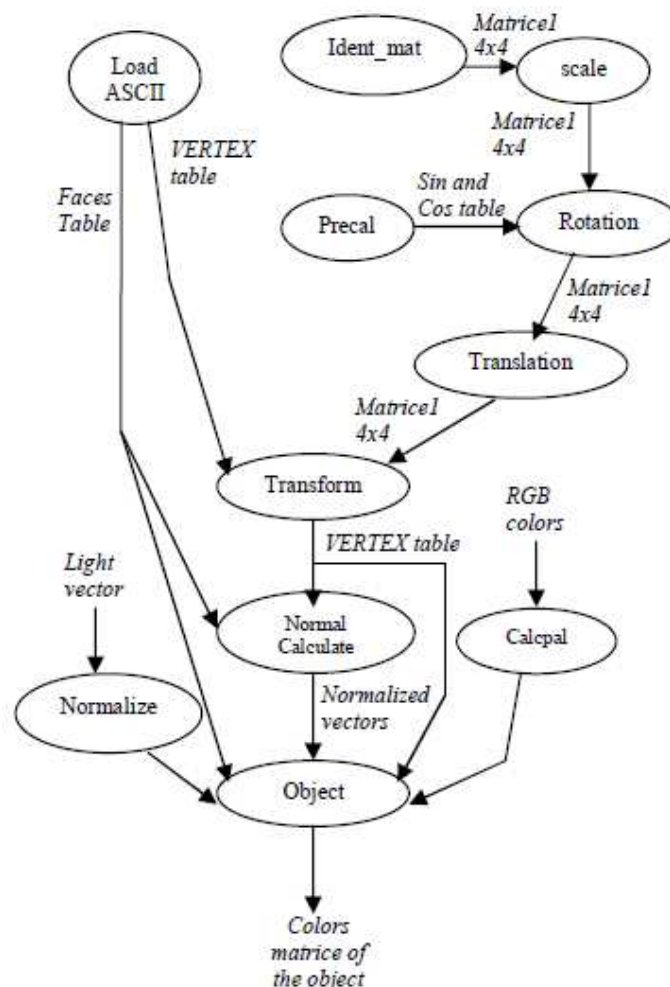 Load
ASCII
Ident_mat
Matrice1
4x4
scale
Matrice1
4x4
VERTEX
table
Faces
Table
Sin and
Cos table
Precal
Rotation
Matrice1
4x4
Translation
Matrice1
4x4
Transform
RGB
colors
VERTEX table
Light
vector
Normal
Calculate
Calcpal
Normalize
Normalized
vectors
Object
Colors
matrice of
the object